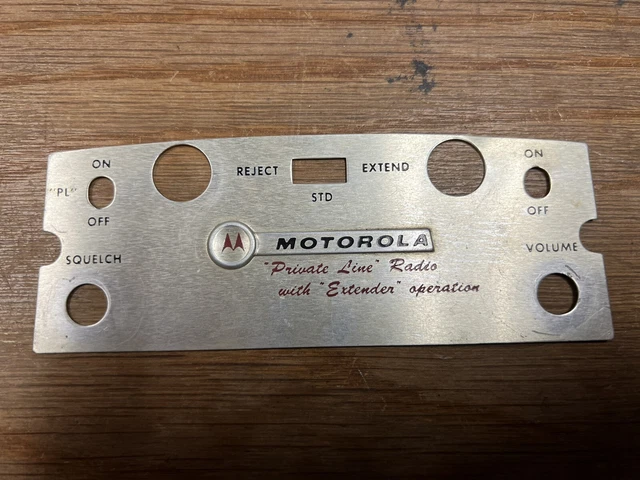 ON
"PL"
OFF
SQUELCH
REJECT
STD
EXTEND
ON
OFF
VOLUME
MOTOROLA
"Private Line" Radio
with "Extender" operation